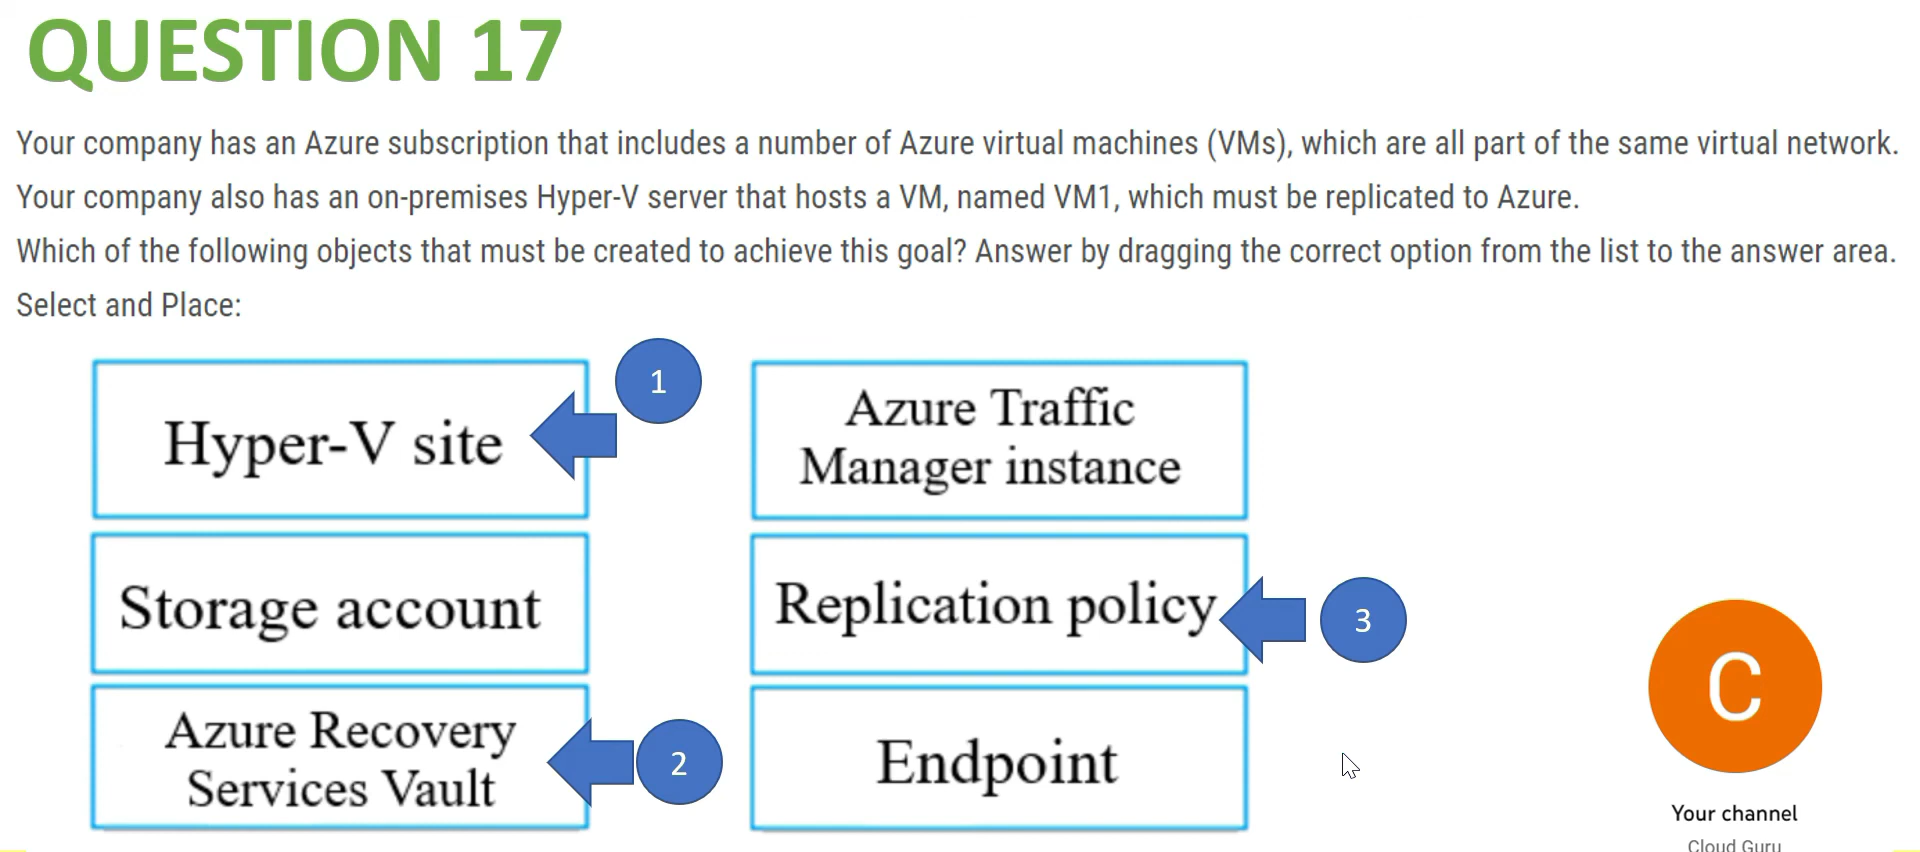 QUESTION 17
Your company has an Azure subscription that includes a number of Azure virtual machines (VMs), which are all part of the same virtual network.
Your company also has an on-premises Hyper-V server that hosts a VM, named VM1, which must be replicated to Azure.
Which of the following objects that must be created to achieve this goal? Answer by dragging the correct option from the list to the answer area.
Select and Place:
Hyper-V site
1
Azure Traffic
Manager instance
Storage account
Replication policy
3
Azure Recovery
Services Vault
2
Endpoint
C
Your channel
Cloud Guru